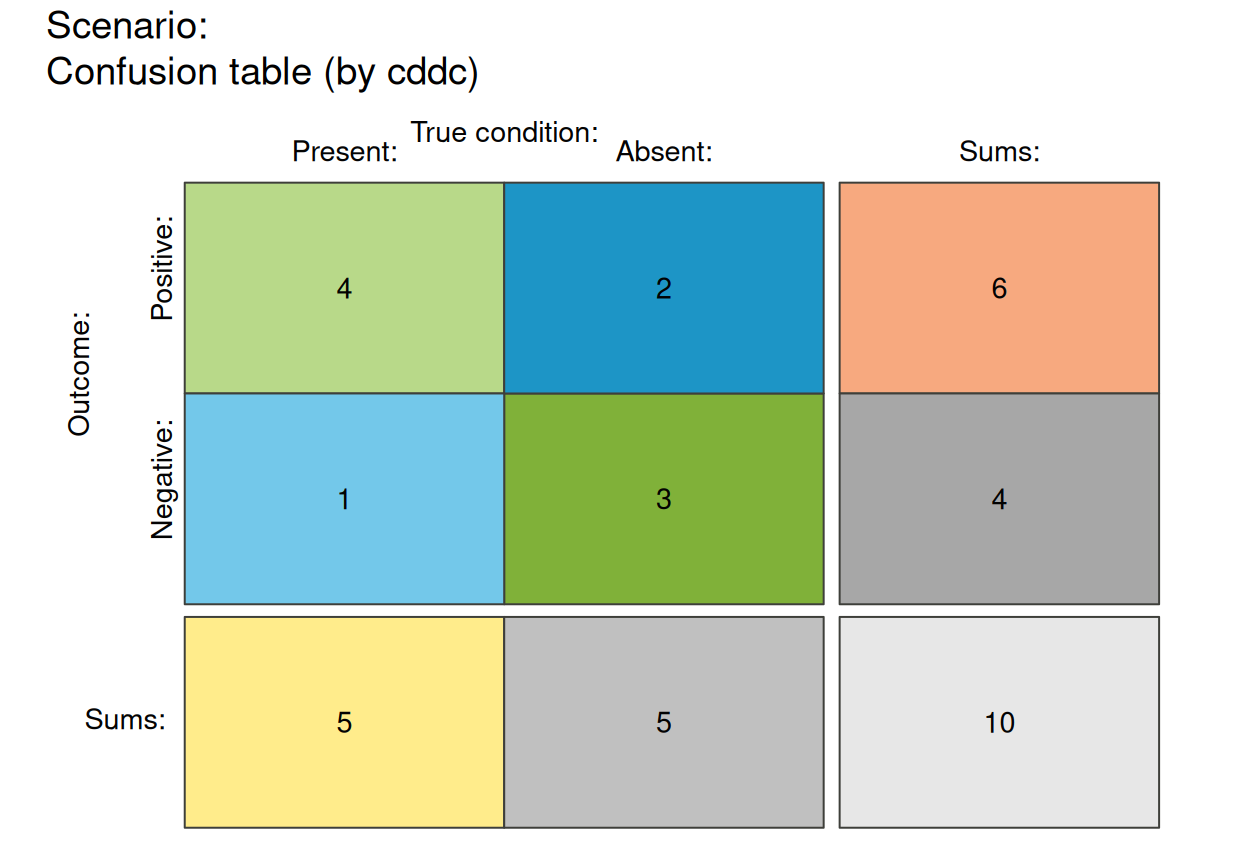 Scenario:
Confusion table (by cddc)
True condition:
Present:
Absent:
Sums:
Outcome:
Positive:
4
2
6
Negative:
1
3
4
Sums:
5
5
10